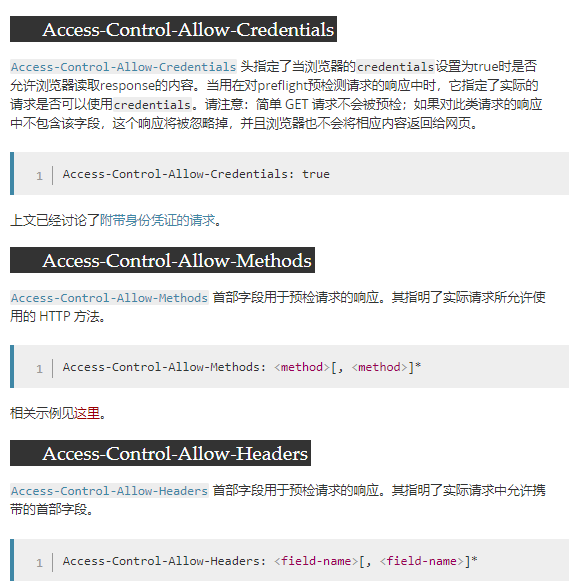 Access-Control-Allow-Credentials
Access-Control-Allow-Credentials 头指定了当浏览器的credentials设置为true时是否
允许浏览器读取response的内容。当用在对preflight预检测请求的响应中时，它指定了实际的
请求是否可以使用credentials。请注意：简单 GET 请求不会被预检；如果对此类请求的响应
中不包含该字段，这个响应将被忽略掉，并且浏览器也不会将相应内容返回给网页。
1 Access-Control-Allow-Credentials: true
上文已经讨论了附带身份凭证的请求。
Access-Control-Allow-Methods
Access-Control-Allow-Methods 首部字段用于预检请求的响应。其指明了实际请求所允许使
用的 HTTP 方法。
1 Access-Control-Allow-Methods: <method>[, <method>]*
相关示例见这里。
Access-Control-Allow-Headers
Access-Control-Allow-Headers 首部字段用于预检请求的响应。其指明了实际请求中允许携
带的首部字段。
1 Access-Control-Allow-Headers: <field-name>[, <field-name>]*